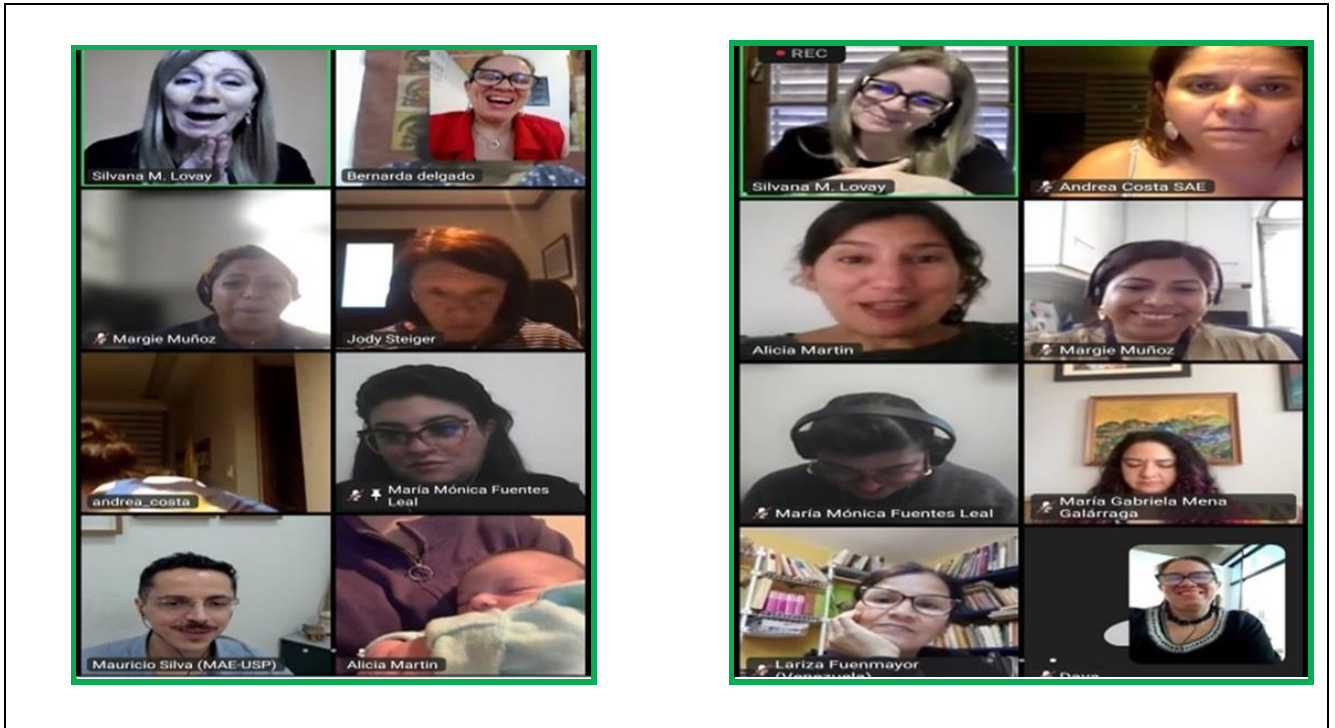 Silvana M. Lovay
Bernarda delgado
Margie Muñoz
Jody Steiger
andrea_costa
María Mónica Fuentes
Leal
Mauricio Silva (MAE-USP)
Alicia Martin
REC
Silvana M. Lovay
Andrea Costa SAE
Alicia Martin
Margie Muñoz
María Mónica Fuentes Leal
María Gabriela Mena
Galárraga
Lariza Fuenmayor
(Venezuela)